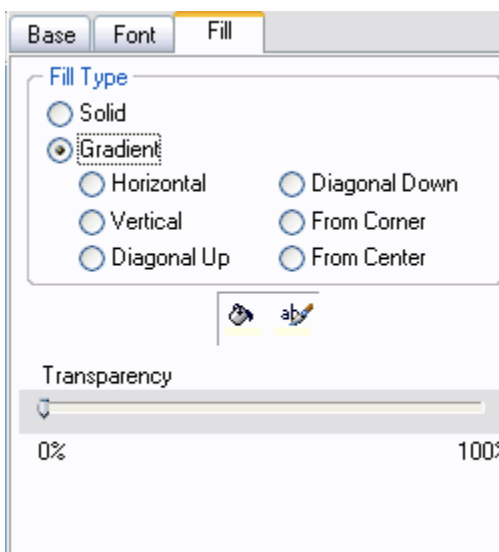 Base Font Fill
Fill Type
Solid
Gradient
Horizontal Diagonal Down
Vertical From Corner
Diagonal Up From Center
ab
Transparency
0% 100%